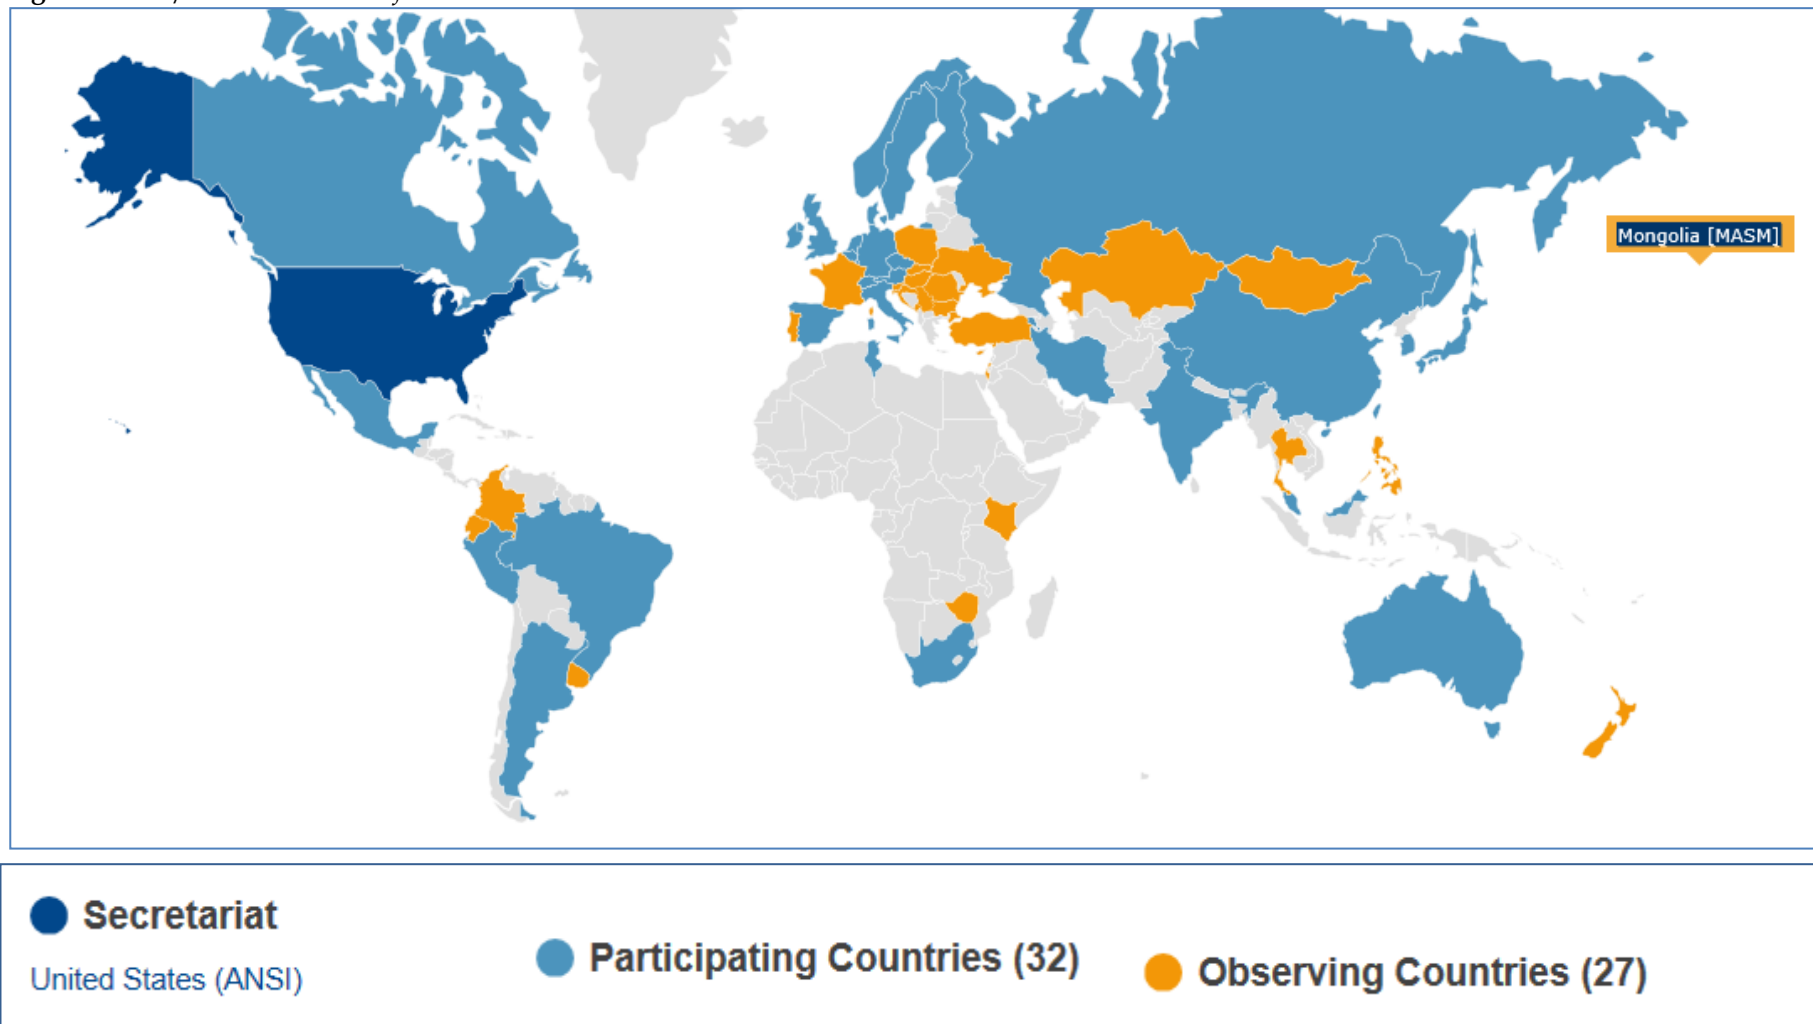 Mongolia [MASM]
Secretariat
United States (ANSI)
Participating Countries (32)
Observing Countries (27)